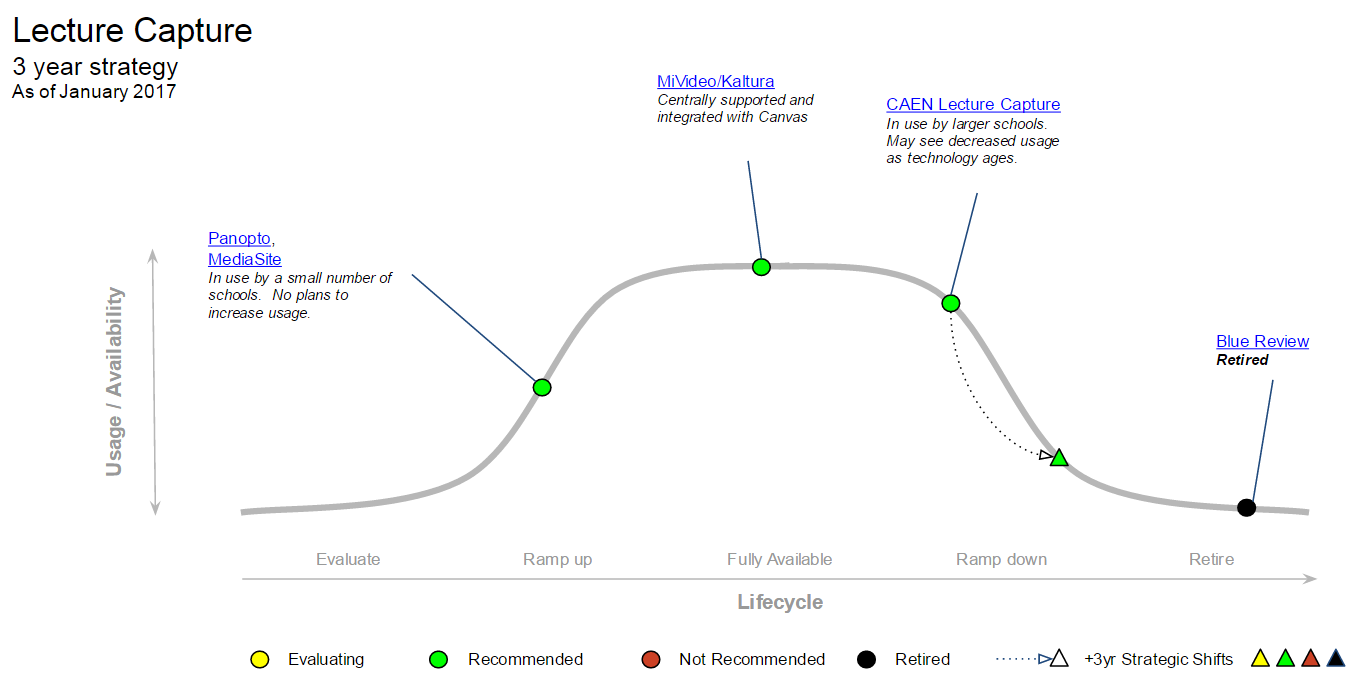 Lecture Capture
3 year strategy
As of January 2017
MiVideo/Kaltura
Centrally supported and
integrated with Canvas
CAEN Lecture Capture
In use by larger schools.
May see decreased usage
as technology ages.
Panopto,
MediaSite
In use by a small number of
schools.  No plans to
increase usage.
Blue Review
Retired
Usage / Availability
Evaluate
Ramp up
Fully Available
Ramp down
Retire
Lifecycle
Evaluating
Recommended
Not Recommended
Retired
+3yr Strategic Shifts